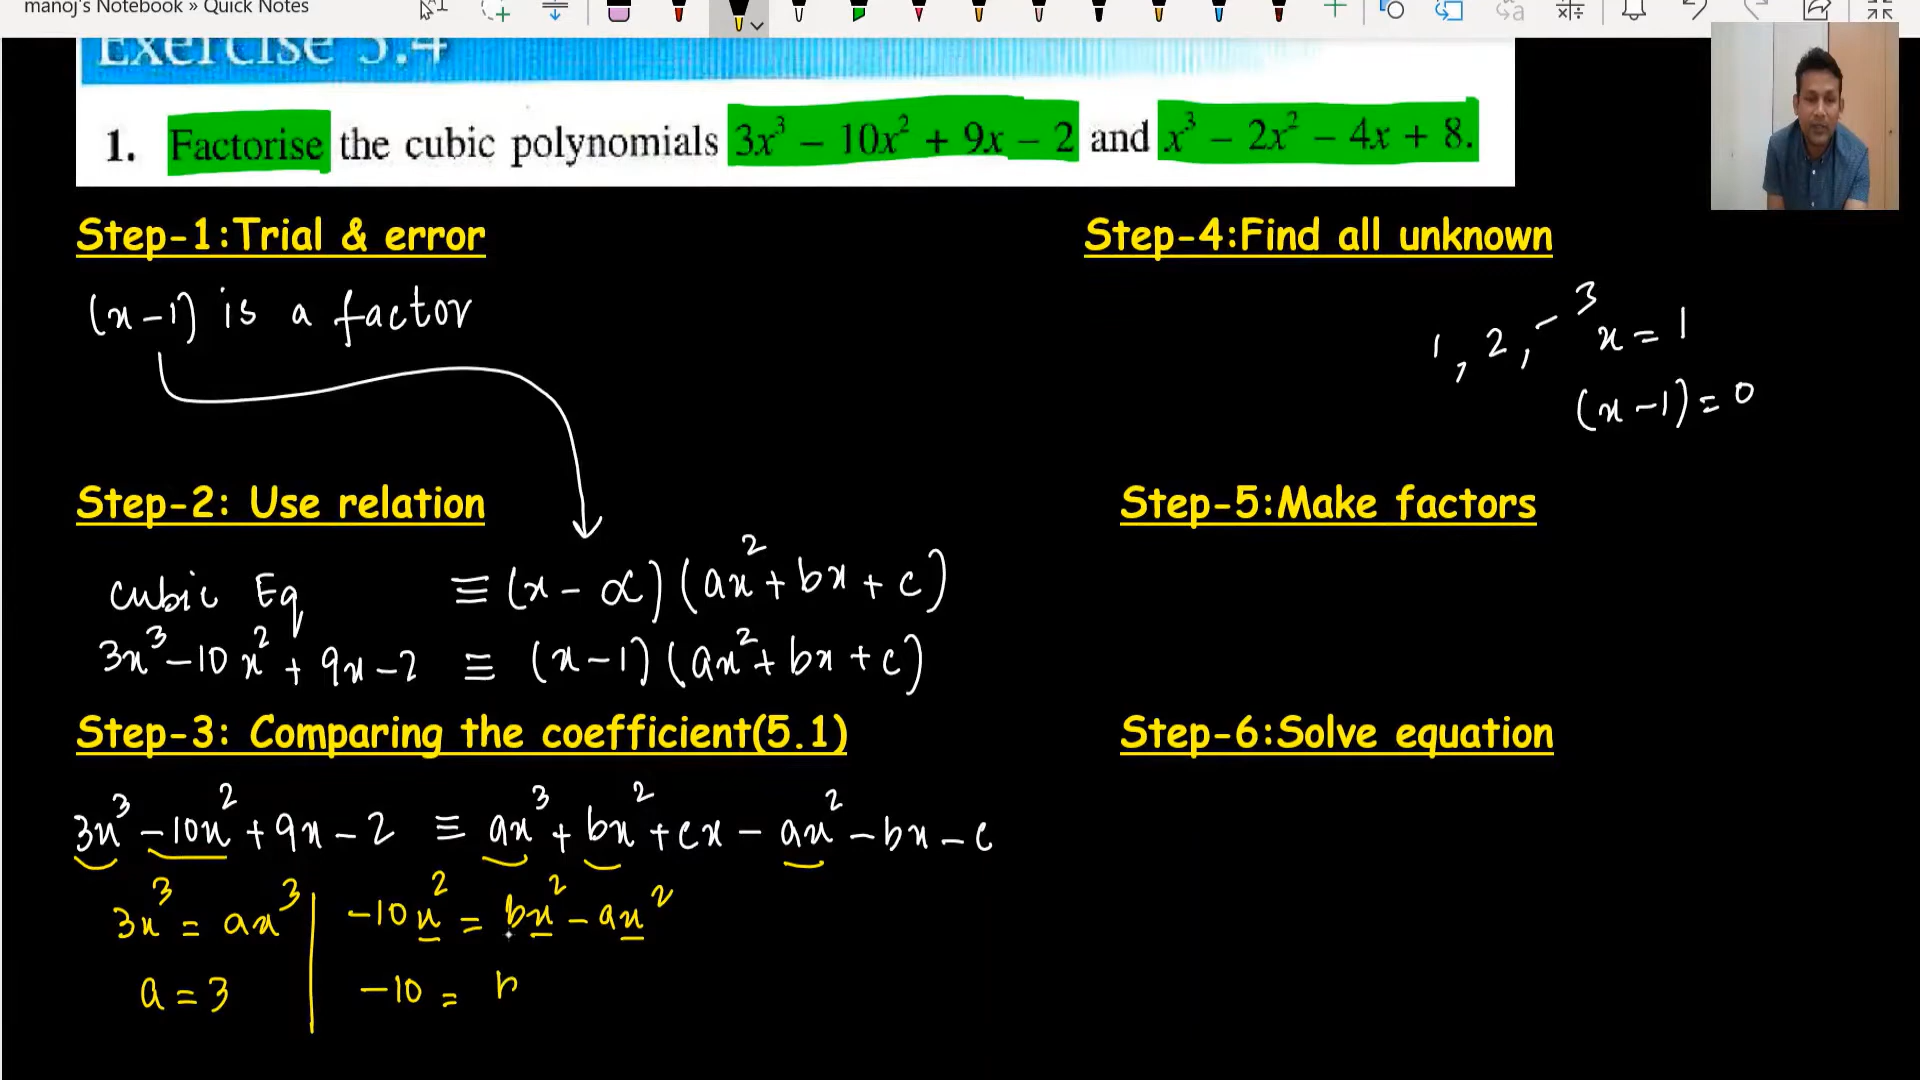 manoj's Notebook » Quick Notes
Exercise 5.4
1. Factorise the cubic polynomials 3x³ − 10x² + 9x − 2 and x³ − 2x² − 4x + 8.
Step-1:Trial & error
(x−1) is a factor
Step-2: Use relation
cubic Eq ≡ (x − α)(ax² + bx + c)
3x³−10x² + 9x−2 ≡ (x−1)(ax² + bx + c)
Step-3: Comparing the coefficient(5.1)
3x³ −10x² + 9x − 2 ≡ ax³ + bx² + cx − ax² − bx − c
3x³ = ax³
a = 3
−10x² = bx² − ax²
−10 =
Step-4:Find all unknown
1, 2, −3
x = 1
(x−1) = 0
Step-5:Make factors
Step-6:Solve equation